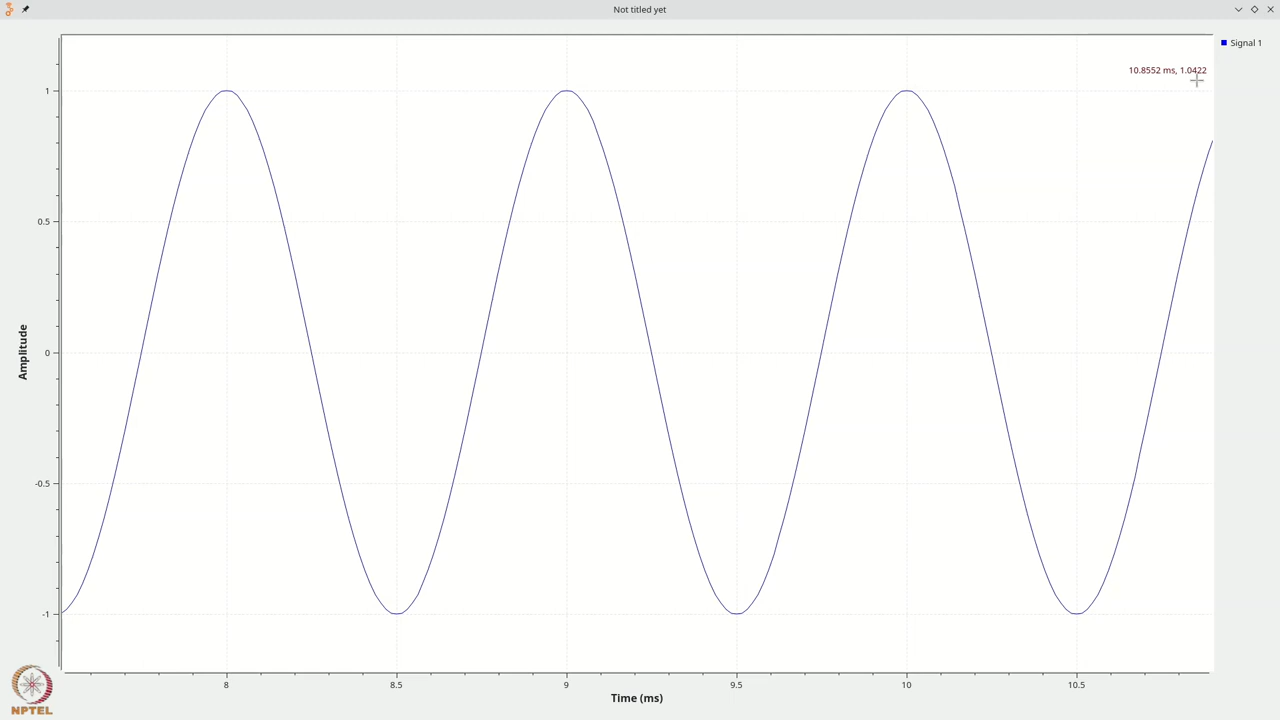 Not titled yet
Signal 1
10.8552 ms, 1.0422
1
0.5
0
-0.5
-1
Amplitude
8
8.5
9
9.5
10
10.5
Time (ms)
NPTEL